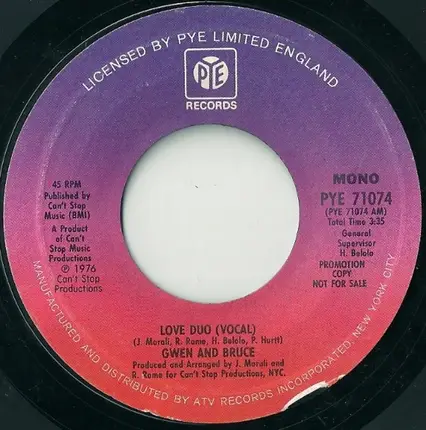 LICENSED BY PYE LIMITED ENGLAND
PYE
RECORDS
45 RPM
Published by
Can't Stop
Music (BMI)
A Product
of Can't
Stop Music
Productions
℗ 1976
Can't Stop
Productions
MONO
PYE 71074
(PYE 71074 AM)
Total Time 3:35
General
Supervisor
H. Belolo
PROMOTION
COPY
NOT FOR SALE
LOVE DUO (VOCAL)
(J. Morali, R. Rome, H. Belolo, P. Hurtt)
GWEN AND BRUCE
Produced and Arranged by J. Morali and
R. Rome for Can't Stop Productions, NYC.
MANUFACTURED AND DISTRIBUTED BY ATV RECORDS INCORPORATED, NEW YORK CITY